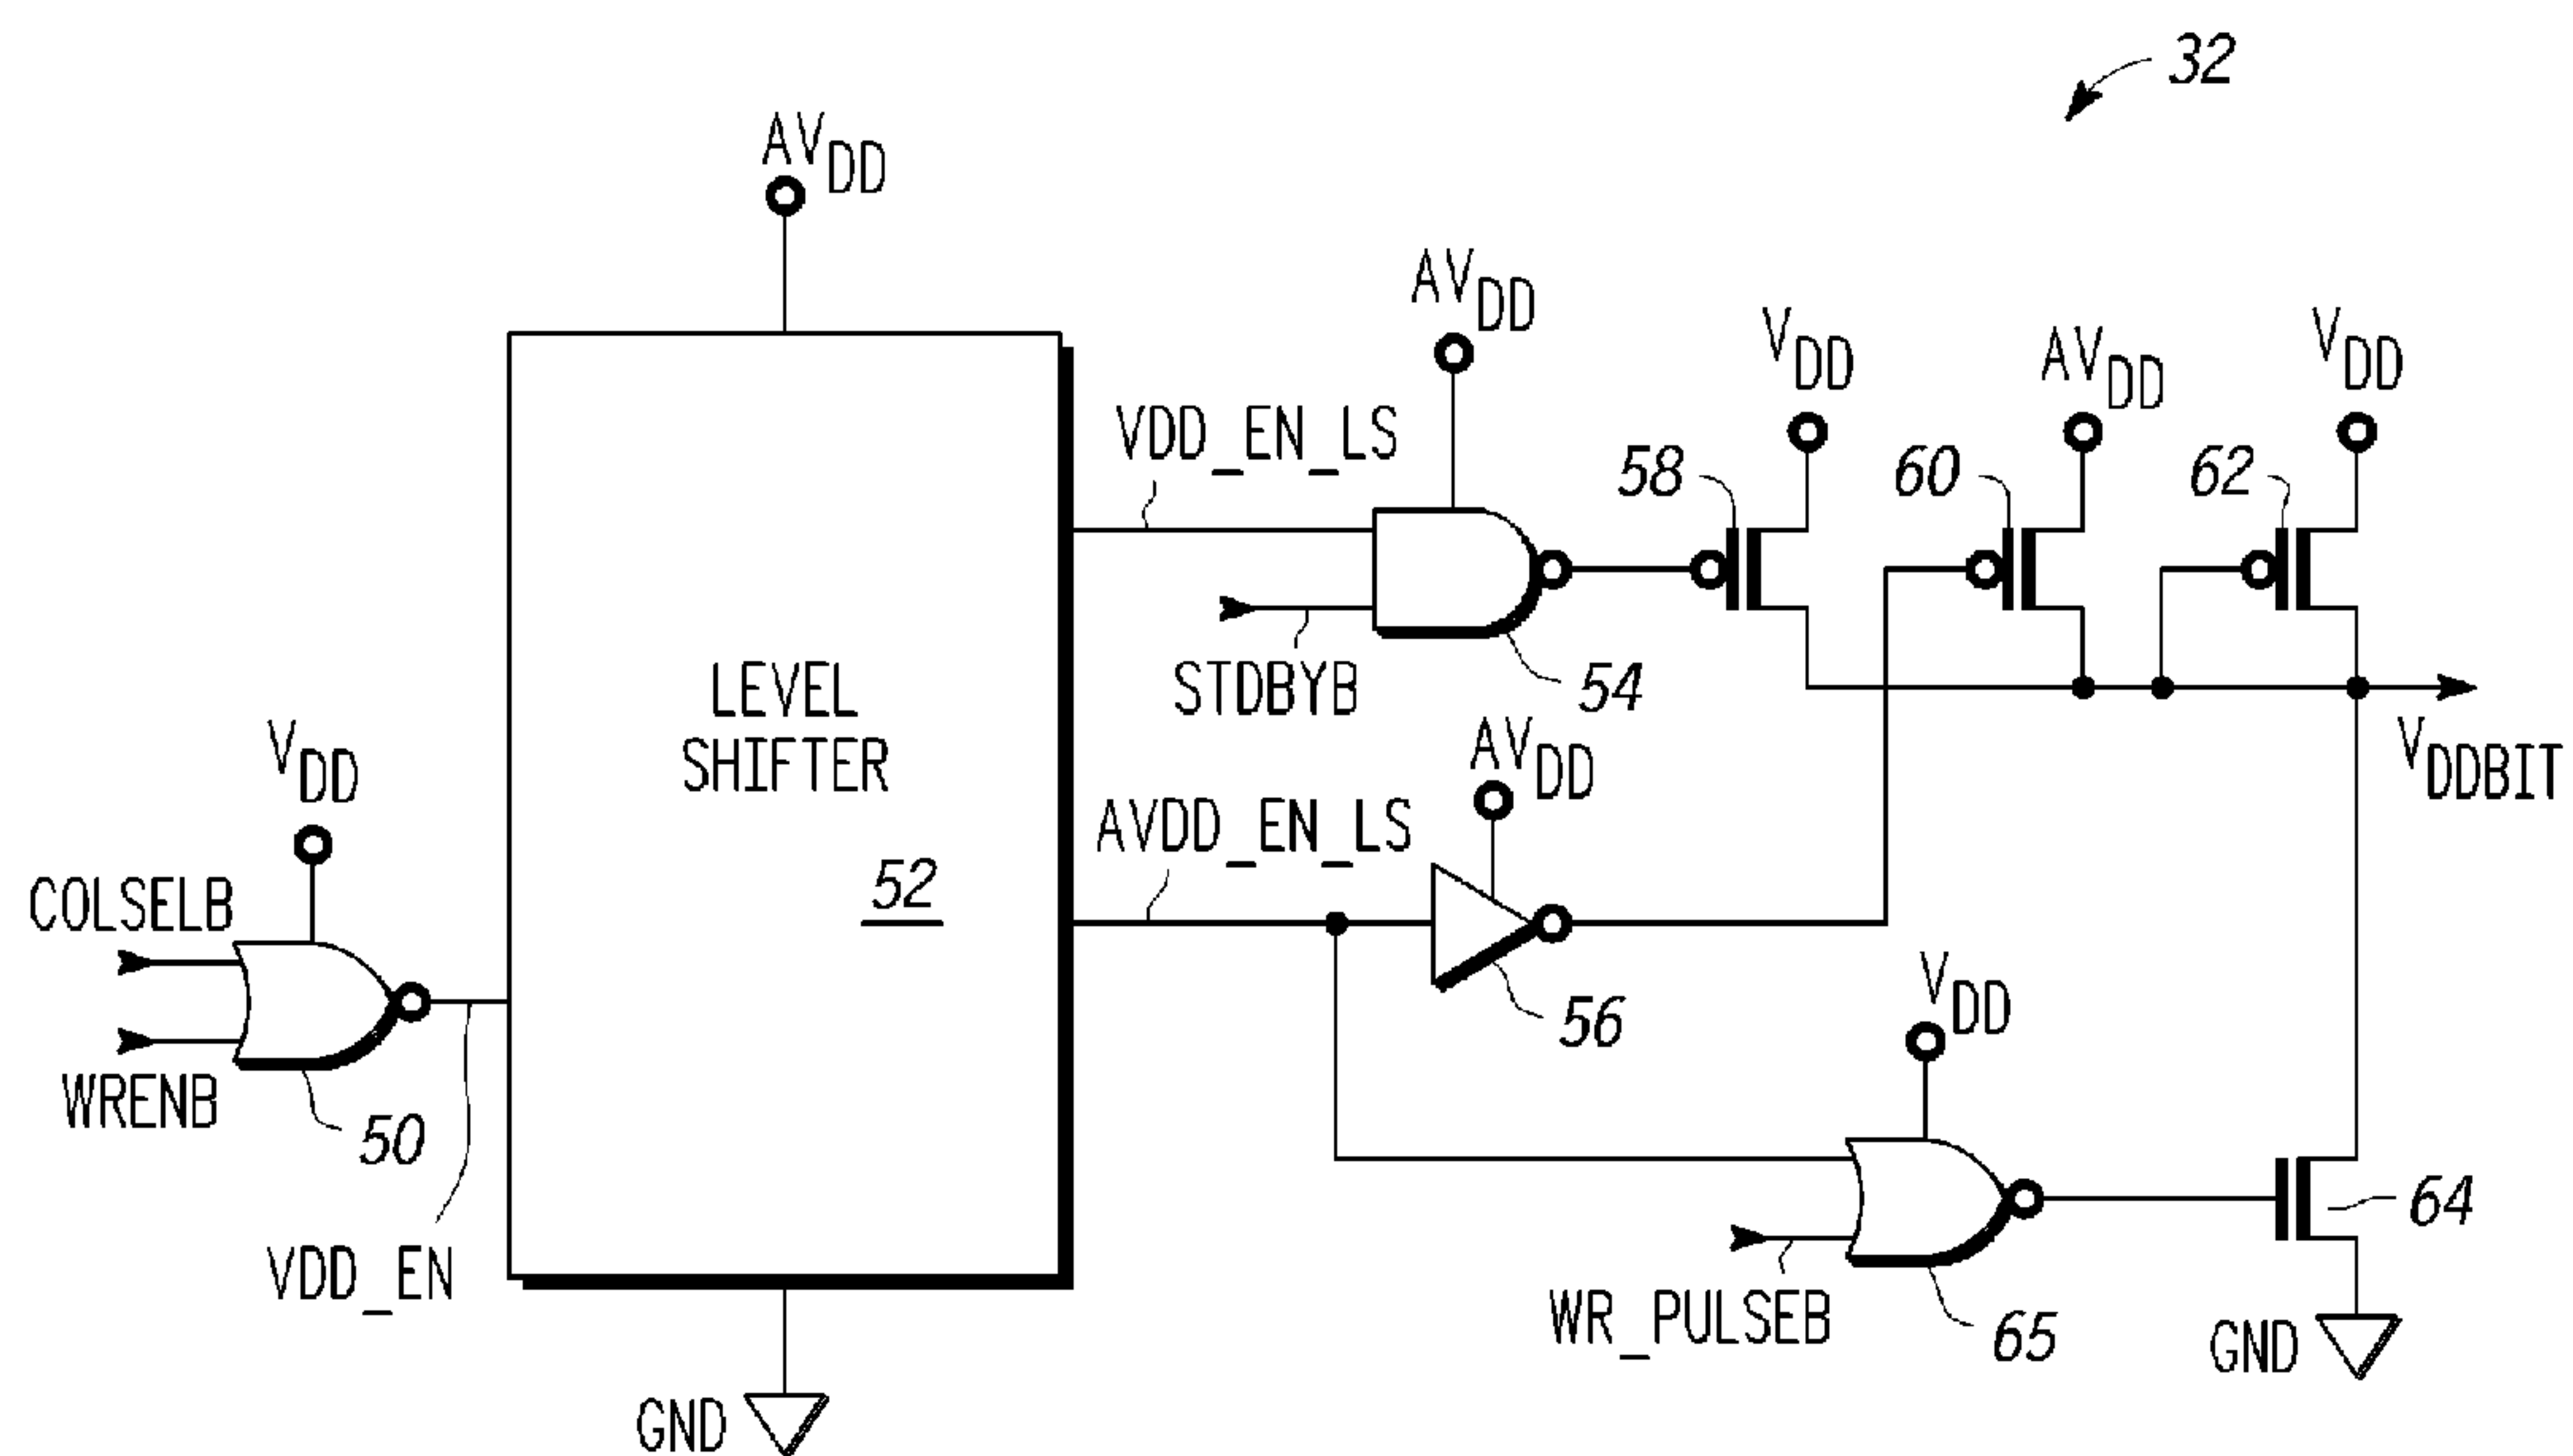 32
AVDD
AVDD
VDD
AVDD
VDD
VDD_EN_LS
58
60
62
STDBYB
54
LEVEL
SHIFTER
52
VDDBIT
VDD
AVDD
AVDD_EN_LS
COLSELB
WRENB
50
56
VDD
VDD_EN
WR_PULSEB
65
64
GND
GND